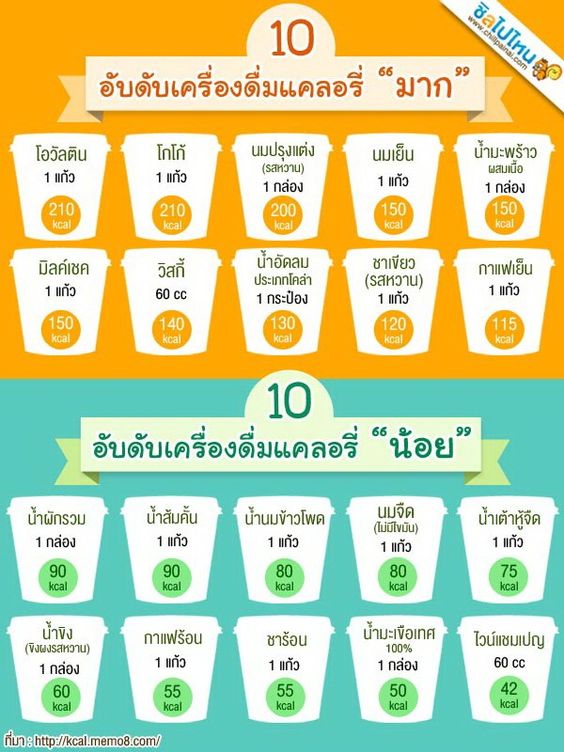 ชิลไปไหน
www.chillpainai.com
10
อับดับเครื่องดื่มแคลอรี่ “มาก”
โอวัลติน
1 แก้ว
210
kcal
โกโก้
1 แก้ว
210
kcal
นมปรุงแต่ง
(รสหวาน)
1 กล่อง
200
kcal
นมเย็น
1 แก้ว
150
kcal
น้ำมะพร้าว
ผสมเนื้อ
1 กล่อง
150
kcal
มิลค์เชค
1 แก้ว
150
kcal
วิสกี้
60 cc
140
kcal
น้ำอัดลม
ประเภทโคล่า
1 กระป๋อง
130
kcal
ชาเขียว
(รสหวาน)
1 แก้ว
120
kcal
กาแฟเย็น
1 แก้ว
115
kcal
10
อับดับเครื่องดื่มแคลอรี่ “น้อย”
น้ำผักรวม
1 กล่อง
90
kcal
น้ำส้มคั้น
1 แก้ว
90
kcal
น้ำนมข้าวโพด
1 แก้ว
80
kcal
นมจืด
(ไม่มีไขมัน)
1 แก้ว
80
kcal
น้ำเต้าหู้จืด
1 แก้ว
75
kcal
น้ำขิง
(ขิงผงรสหวาน)
1 กล่อง
60
kcal
กาแฟร้อน
1 แก้ว
55
kcal
ชาร้อน
1 แก้ว
55
kcal
น้ำมะเขือเทศ
100%
1 กล่อง
50
kcal
ไวน์แชมเปญ
60 cc
42
kcal
ที่มา : http://kcal.memo8.com/